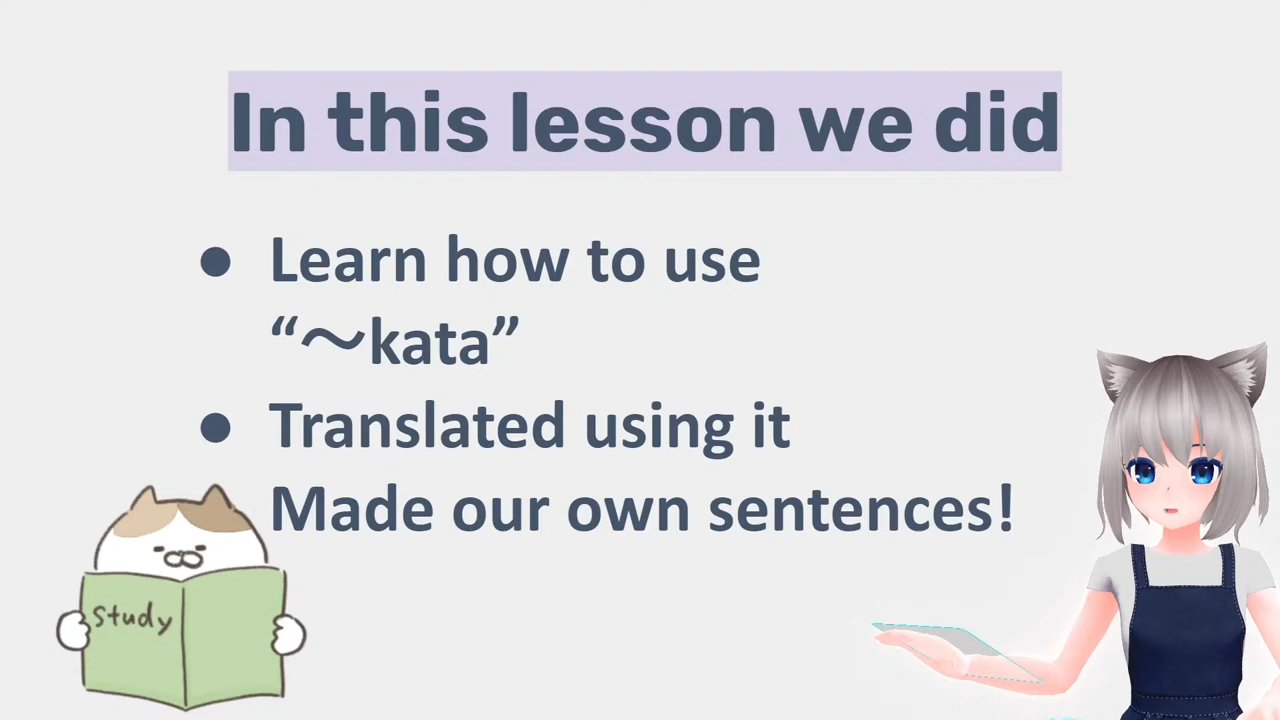 In this lesson we did
● Learn how to use
“〜kata”
● Translated using it
Made our own sentences!
Study